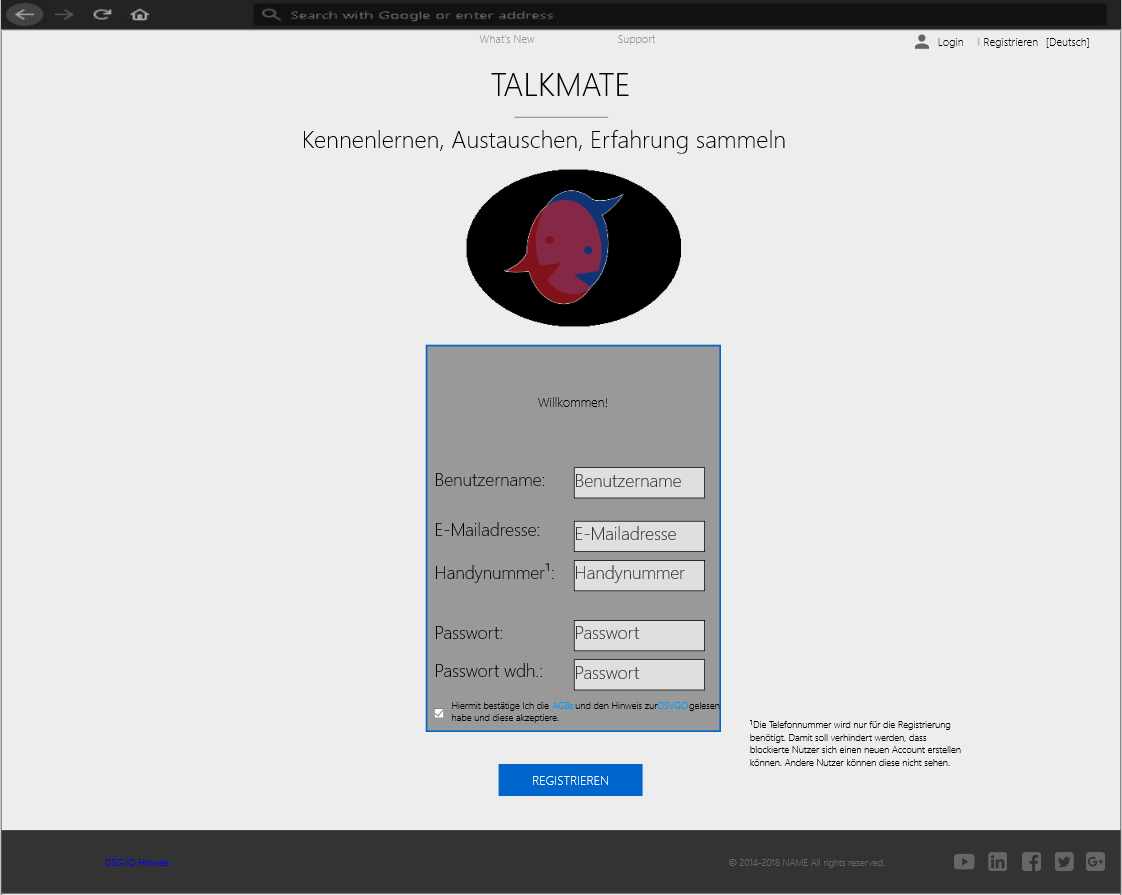 Search with Google or enter address
What's New Support Login | Registrieren [Deutsch]
TALKMATE
Kennenlernen, Austauschen, Erfahrung sammeln
Willkommen!
Benutzername: Benutzername
E-Mailadresse: E-Mailadresse
Handynummer¹: Handynummer
Passwort: Passwort
Passwort wdh.: Passwort
Hiermit bestätige Ich die AGBs und den Hinweis zur DSVGO gelesen
habe und diese akzeptiere.
¹Die Telefonnummer wird nur für die Registrierung
benötigt. Damit soll verhindert werden, dass
blockierte Nutzer sich einen neuen Account erstellen
können. Andere Nutzer können diese nicht sehen.
REGISTRIEREN
DSGVO Hinweis © 2014-2018 NAME All rights reserved.